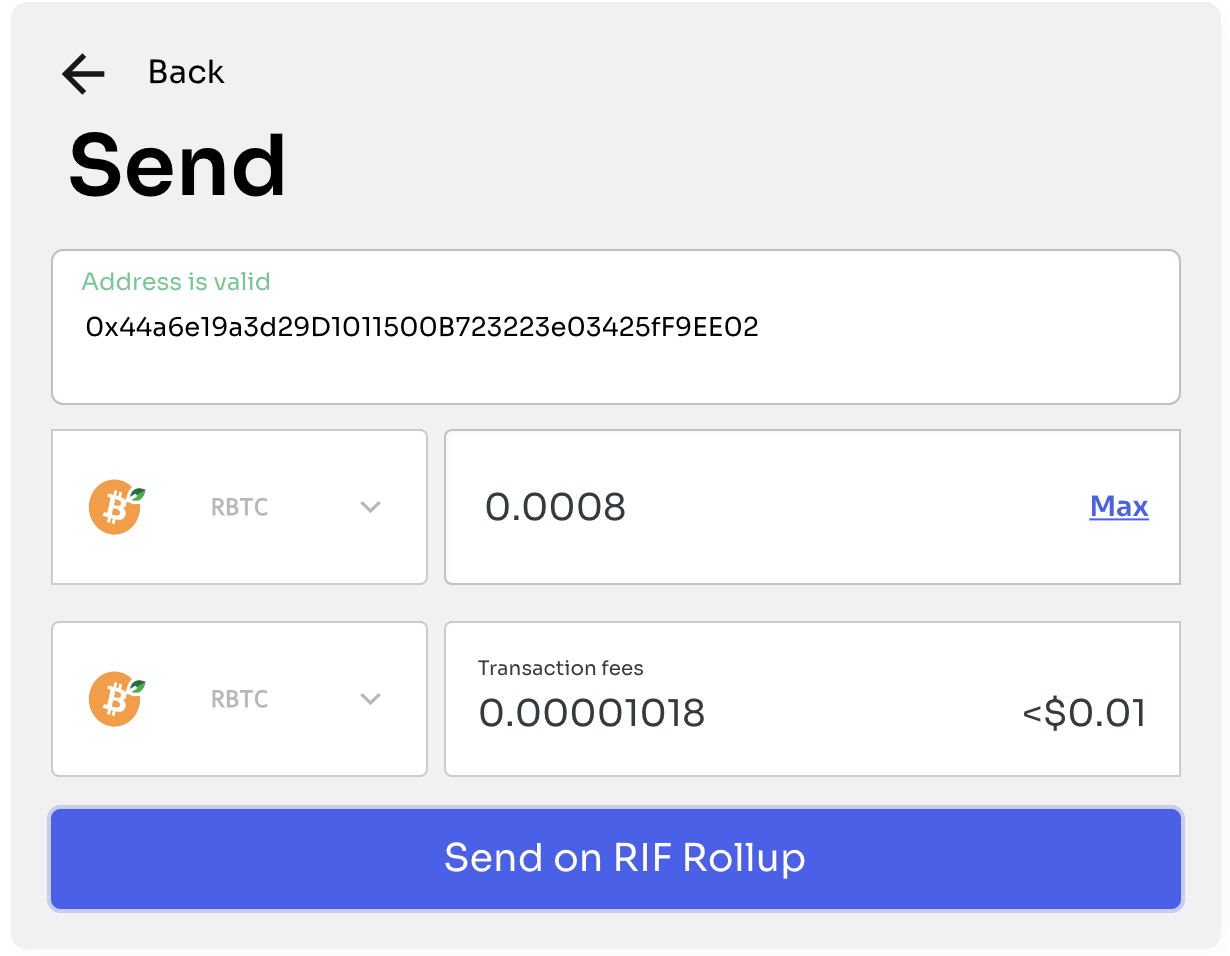 Back
Send
Address is valid
0x44a6e19a3d29D1011500B723223e03425fF9EE02
RBTC
0.0008
Max
RBTC
Transaction fees
0.00001018
<$0.01
Send on RIF Rollup